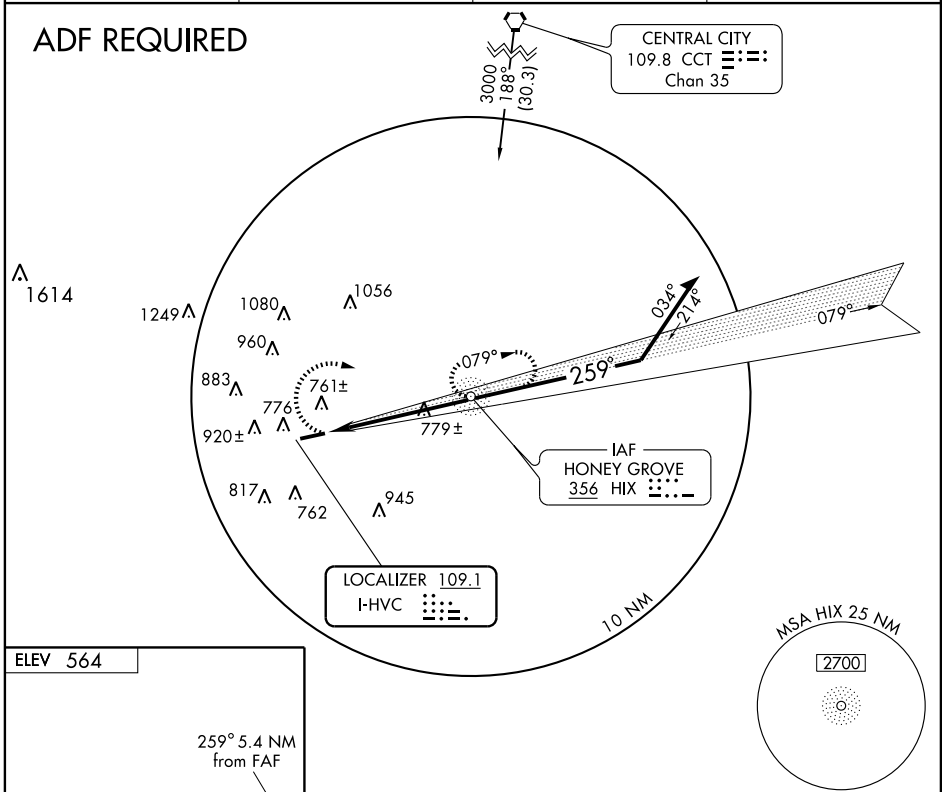 ADF REQUIRED
CENTRAL CITY
109.8 CCT
Chan 35
3000
188°
(30.3)
1614
1249
1080
1056
960
883
761±
776
920±
779±
817
762
945
079°
259°
034°
214°
079°
IAF
HONEY GROVE
356 HIX
LOCALIZER 109.1
I-HVC
10 NM
MSA HIX 25 NM
2700
ELEV 564
259° 5.4 NM
from FAF